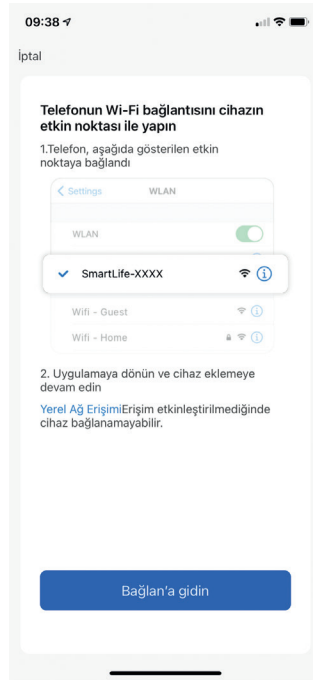 09:38
İptal
Telefonun Wi-Fi bağlantısını cihazın
etkin noktası ile yapın
1.Telefon, aşağıda gösterilen etkin
noktaya bağlandı
Settings WLAN
WLAN
SmartLife-XXXX
Wifi - Guest
Wifi - Home
2. Uygulamaya dönün ve cihaz eklemeye
devam edin
Yerel Ağ ErişimiErişim etkinleştirilmediğinde
cihaz bağlanamayabilir.
Bağlan’a gidin